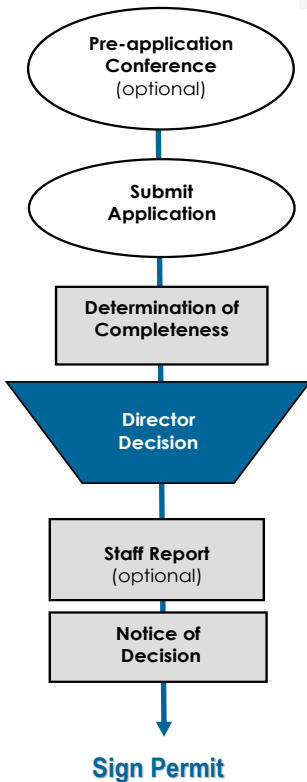 Pre-application
Conference
(optional)
Submit
Application
Determination of
Completeness
Director
Decision
Staff Report
(optional)
Notice of
Decision
Sign Permit